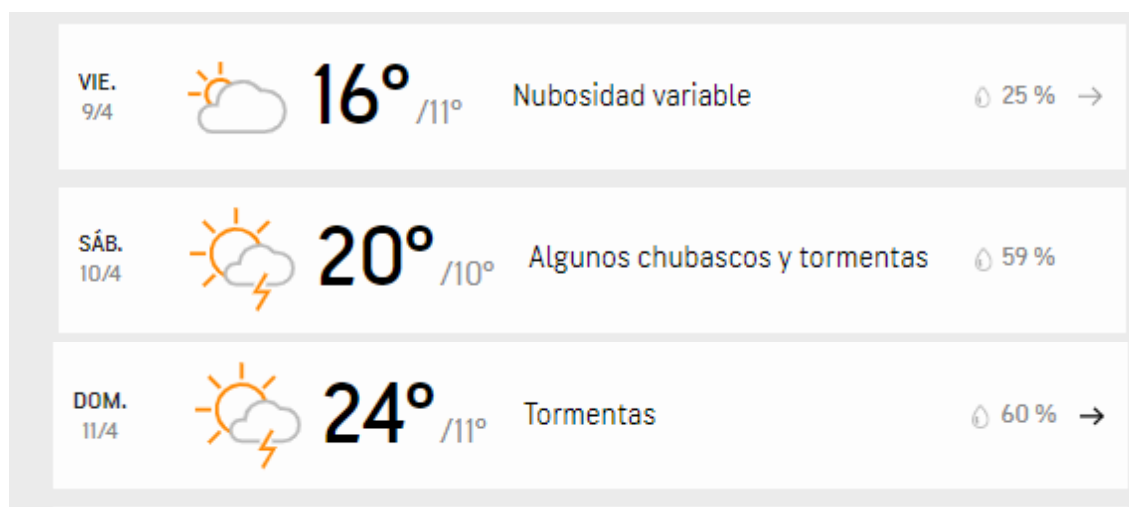 VIE.
9/4
16° /11°
Nubosidad variable
25 %
SÁB.
10/4
20° /10°
Algunos chubascos y tormentas
59 %
DOM.
11/4
24° /11°
Tormentas
60 %